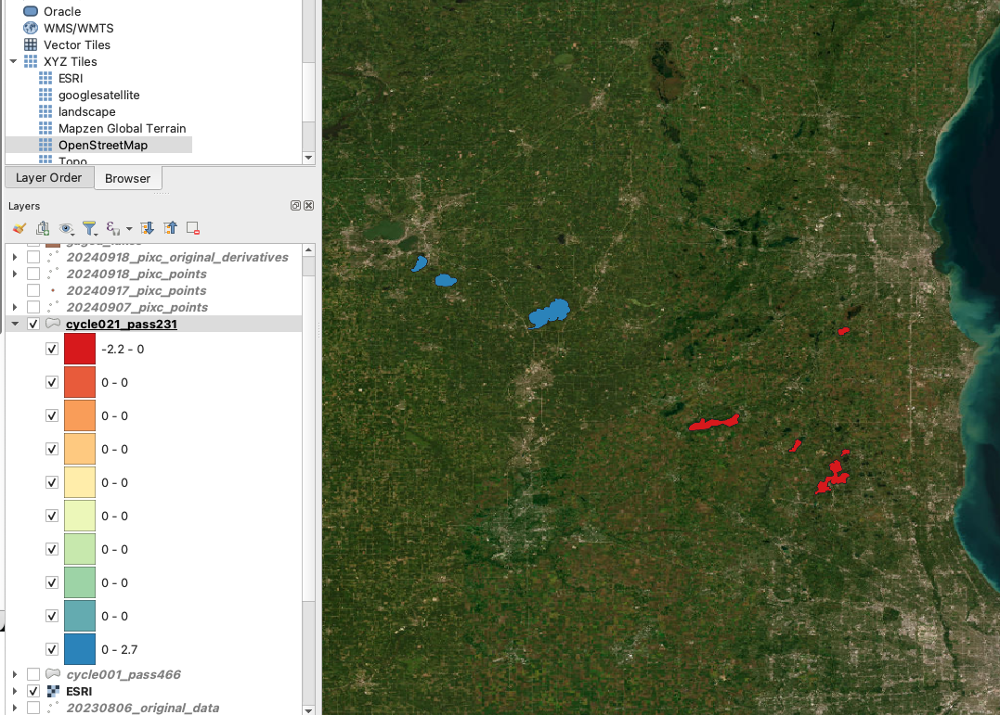 Oracle
WMS/WMTS
Vector Tiles
XYZ Tiles
ESRI
googlesatellite
landscape
Mapzen Global Terrain
OpenStreetMap
Topo
Layer Order
Browser
Layers
20240918_pixc_original_derivatives
20240918_pixc_points
20240917_pixc_points
20240907_pixc_points
cycle021_pass231
-2.2 - 0
0 - 0
0 - 0
0 - 0
0 - 0
0 - 0
0 - 0
0 - 0
0 - 0
0 - 2.7
cycle001_pass466
ESRI
20230806_original_data